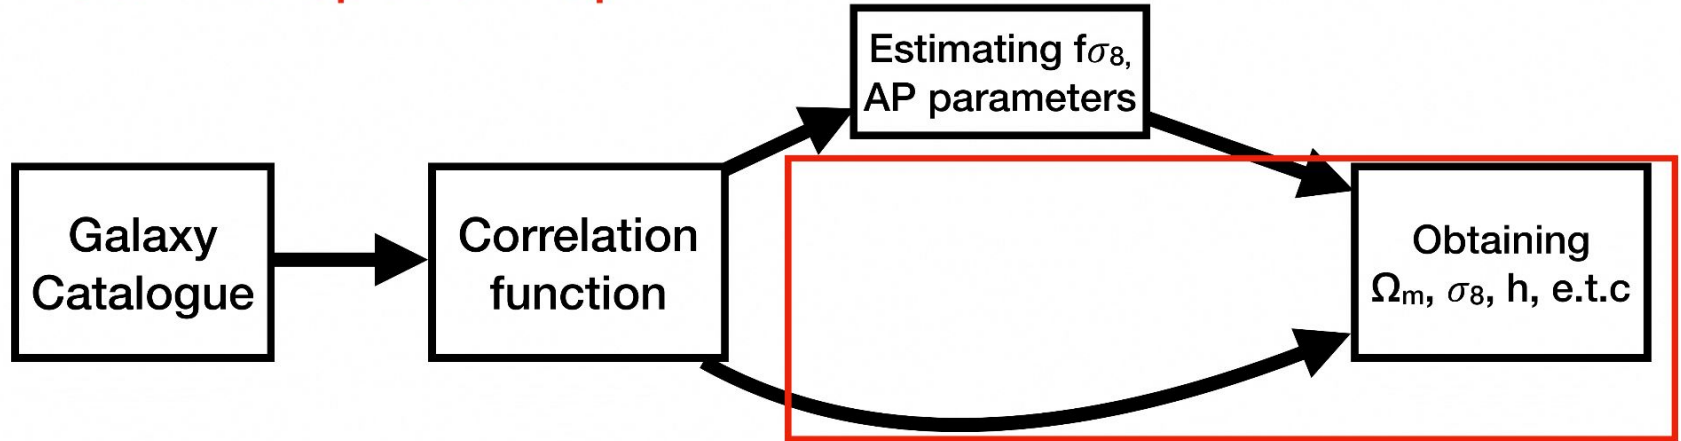 Estimating fσ₈,
AP parameters
Galaxy
Catalogue
Correlation
function
Obtaining
Ωₘ, σ₈, h, e.t.c